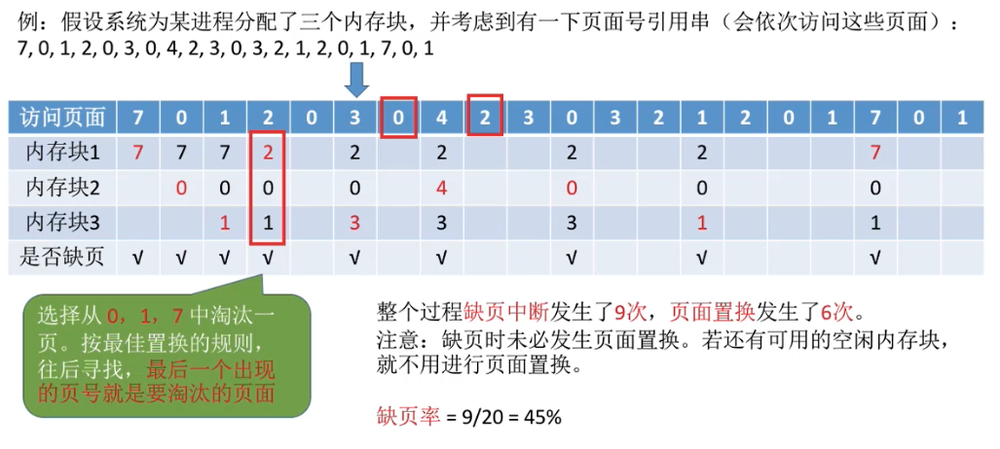 例：假设系统为某进程分配了三个内存块，并考虑到有一下页面号引用串（会依次访问这些页面）：
7, 0, 1, 2, 0, 3, 0, 4, 2, 3, 0, 3, 2, 1, 2, 0, 1, 7, 0, 1
访问页面 7 0 1 2 0 3 0 4 2 3 0 3 2 1 2 0 1 7 0 1
内存块1 7 7 7 2 2 2 2 2 7
内存块2 0 0 0 0 4 0 0 0
内存块3 1 1 3 3 3 1 1
是否缺页 √ √ √ √ √ √ √ √ √
选择从 0，1，7 中淘汰一
页。按最佳置换的规则，
往后寻找，最后一个出现
的页号就是要淘汰的页面
整个过程缺页中断发生了9次，页面置换发生了6次。
注意：缺页时未必发生页面置换。若还有可用的空闲内存块，
就不用进行页面置换。
缺页率 = 9/20 = 45%